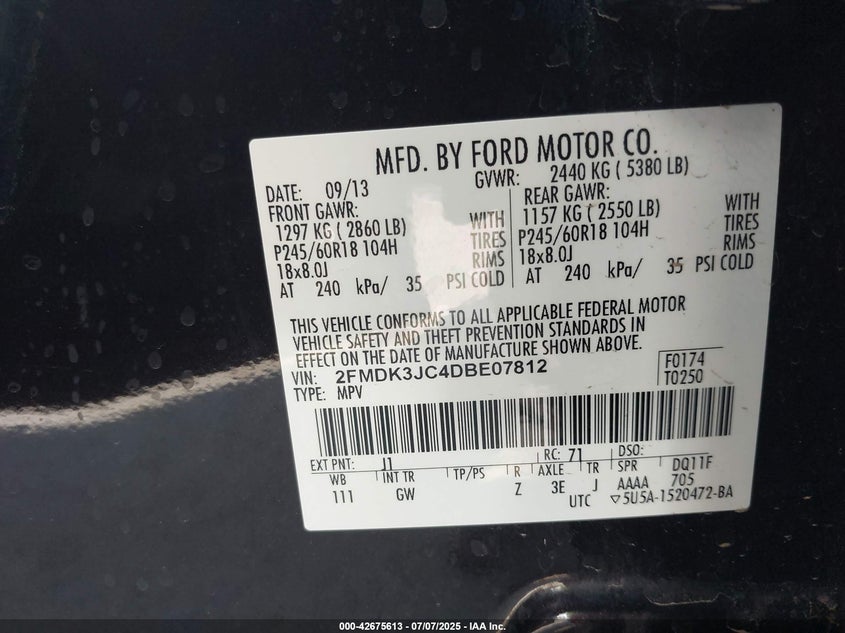 MFD. BY FORD MOTOR CO.
DATE: 09/13
GVWR: 2440 KG ( 5380 LB)
FRONT GAWR:
1297 KG ( 2860 LB) WITH
P245/60R18 104H TIRES
18x8.0J RIMS
AT 240 kPa/ 35 PSI COLD
REAR GAWR:
1157 KG ( 2550 LB) WITH
P245/60R18 104H TIRES
18x8.0J RIMS
AT 240 kPa/ 35 PSI COLD
THIS VEHICLE CONFORMS TO ALL APPLICABLE FEDERAL MOTOR
VEHICLE SAFETY AND THEFT PREVENTION STANDARDS IN
EFFECT ON THE DATE OF MANUFACTURE SHOWN ABOVE.
VIN: 2FMDK3JC4DBE07812
TYPE: MPV
F0174
T0250
EXT PNT: J1 RC: 71 DSO:
WB INT TR TP/PS R AXLE TR SPR DQ11F
111 GW Z 3E J AAAA 705
UTC ▽5U5A-1520472-BA
000-42675613 - 07/07/2025 - IAA Inc.